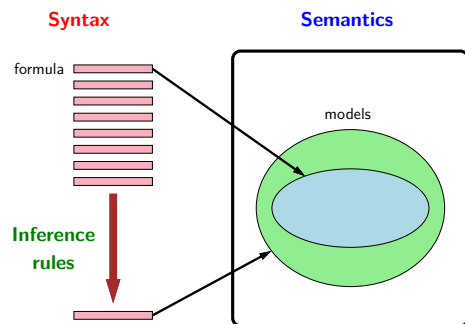 Syntax
Semantics
formula
models
Inference
rules